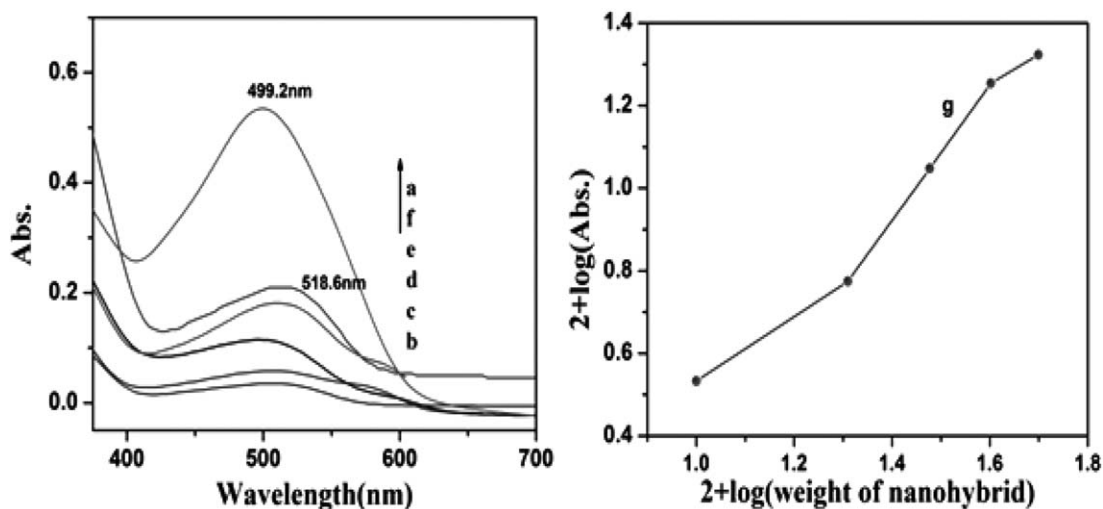 0.6
0.4
0.2
0.0
Abs.
499.2nm
518.6nm
a
f
e
d
c
b
400
500
600
700
Wavelength(nm)
1.4
1.2
1.0
0.8
0.6
0.4
2+log(Abs.)
g
1.0
1.2
1.4
1.6
1.8
2+log(weight of nanohybrid)